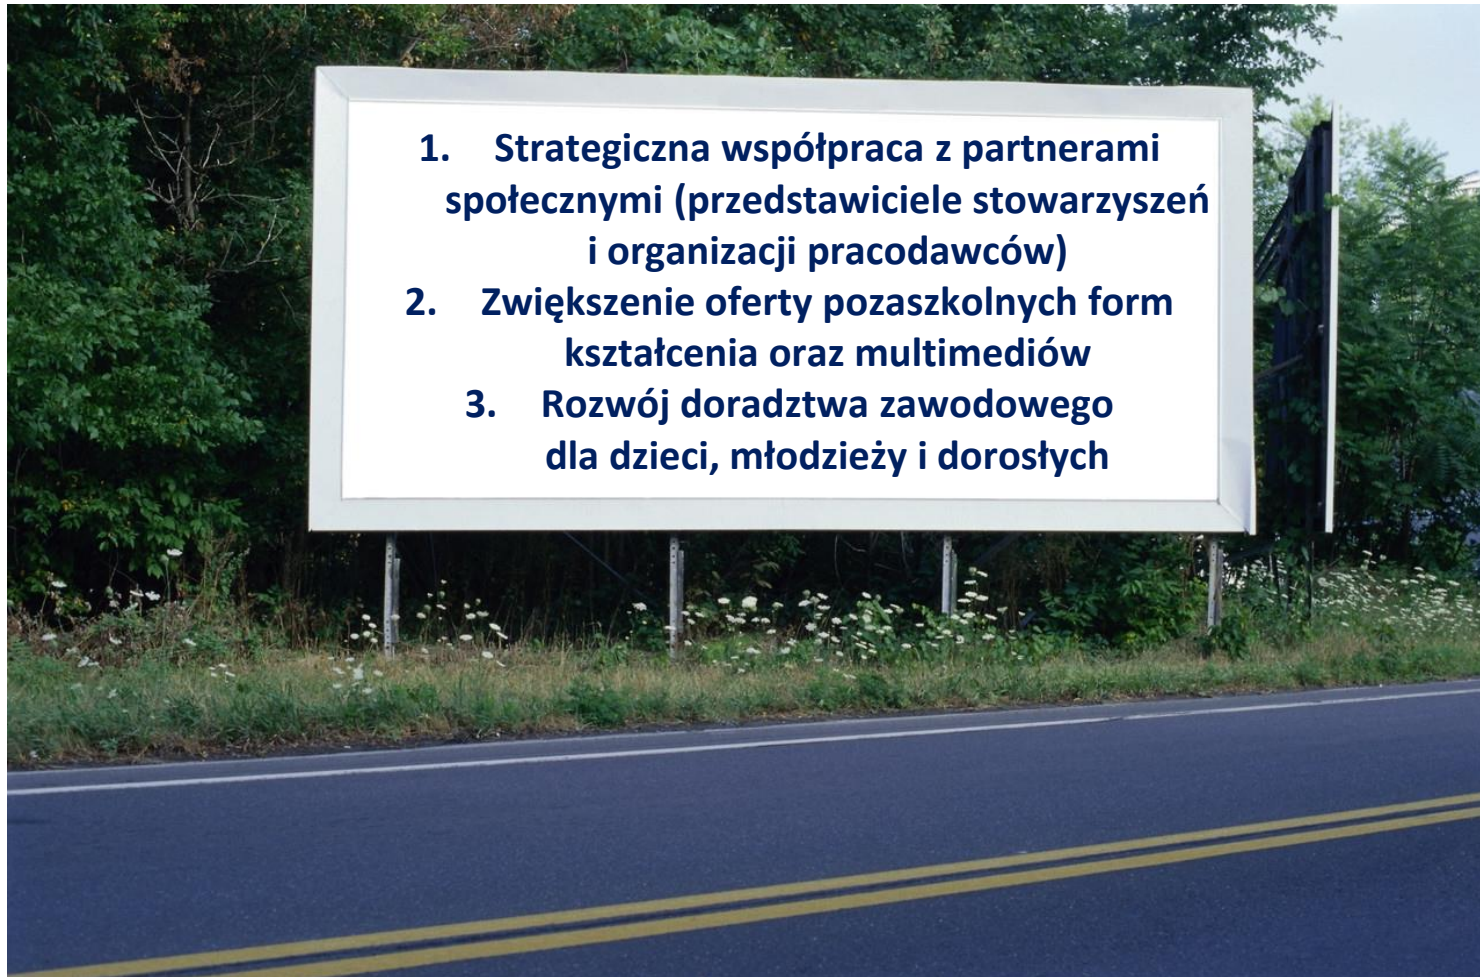 1. Strategiczna współpraca z partnerami
społecznymi (przedstawiciele stowarzyszeń
i organizacji pracodawców)
2. Zwiększenie oferty pozaszkolnych form
kształcenia oraz multimediów
3. Rozwój doradztwa zawodowego
dla dzieci, młodzieży i dorosłych